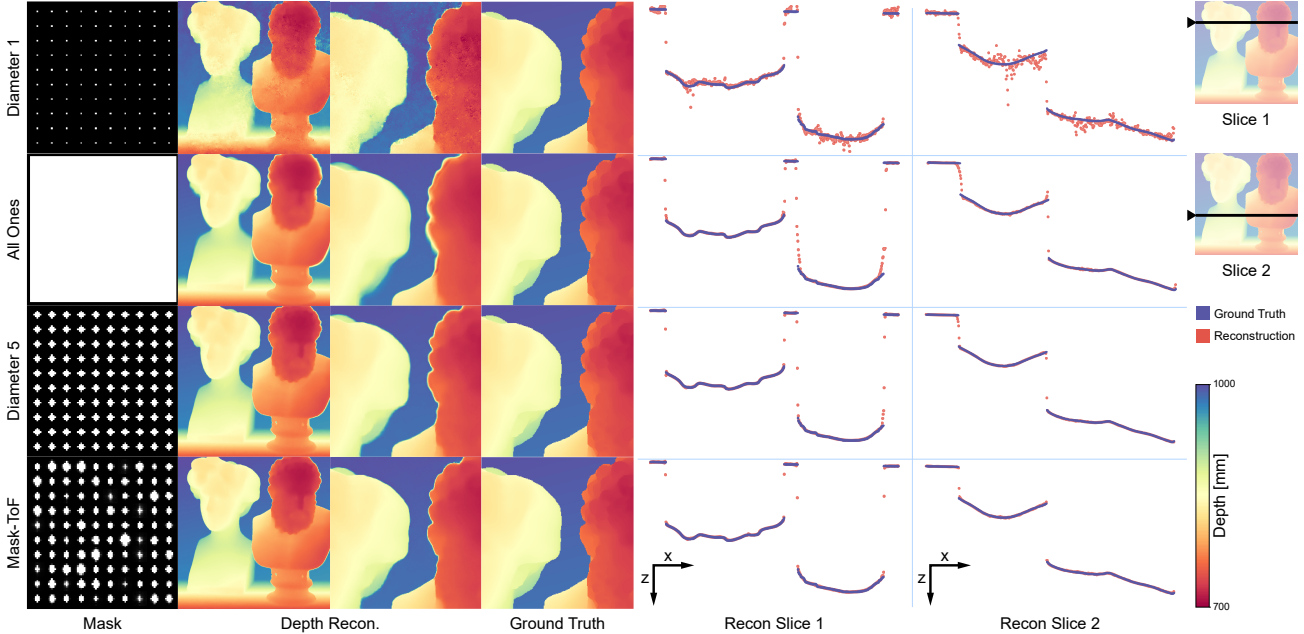 Diameter 1
All Ones
Diameter 5
Mask-ToF
Slice 1
Slice 2
Ground Truth
Reconstruction
1000
Depth [mm]
700
x
z
x
z
Mask
Depth Recon.
Ground Truth
Recon Slice 1
Recon Slice 2